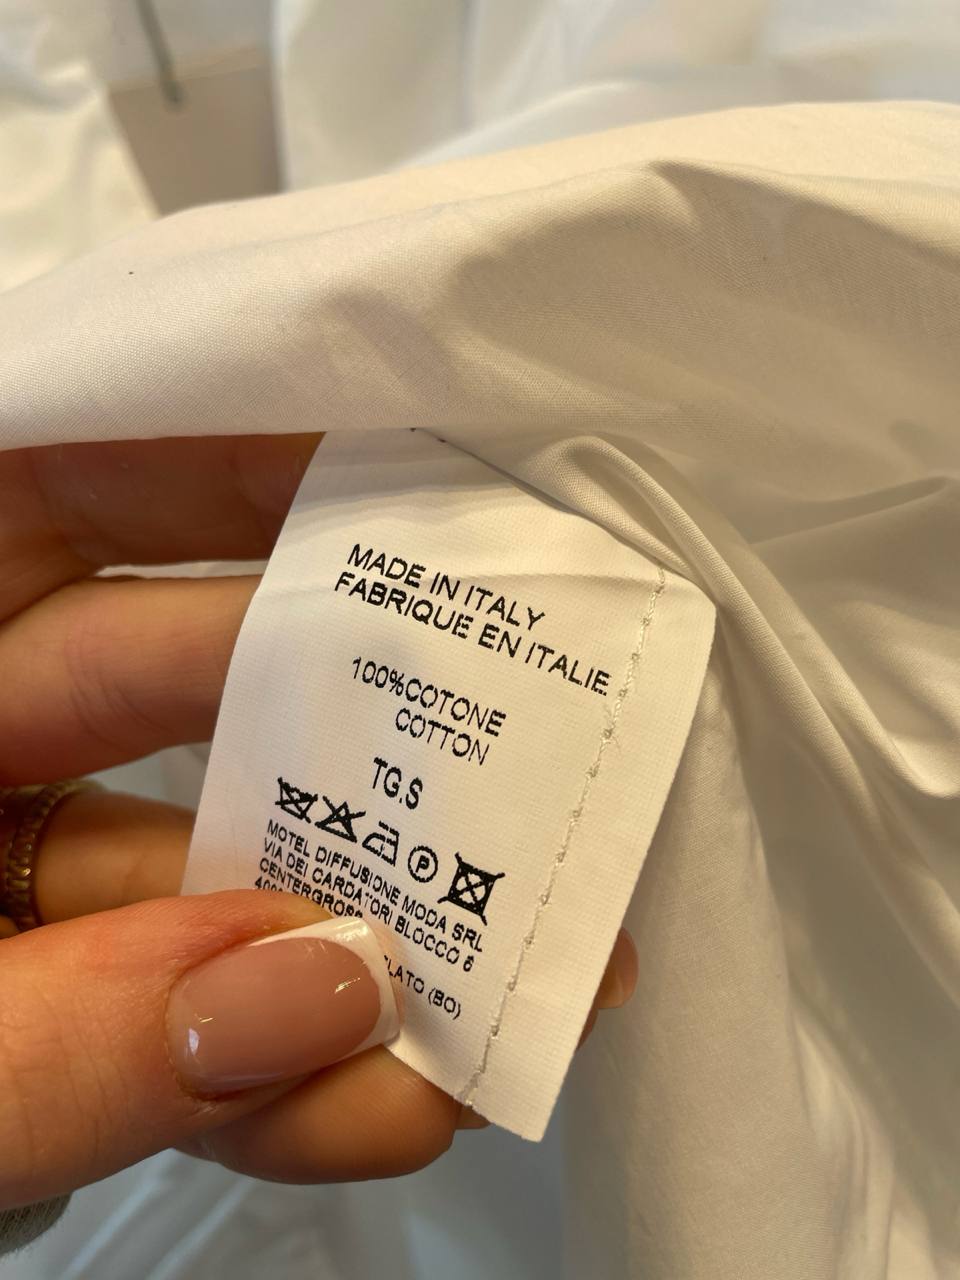 MADE IN ITALY
FABRIQUE EN ITALIE
100%COTONE
COTTON
TG.S
P
MOTEL DIFFUSIONE MODA SRL
VIA DEI CARDATORI BLOCCO 6
CENTERGROSS
(BO)